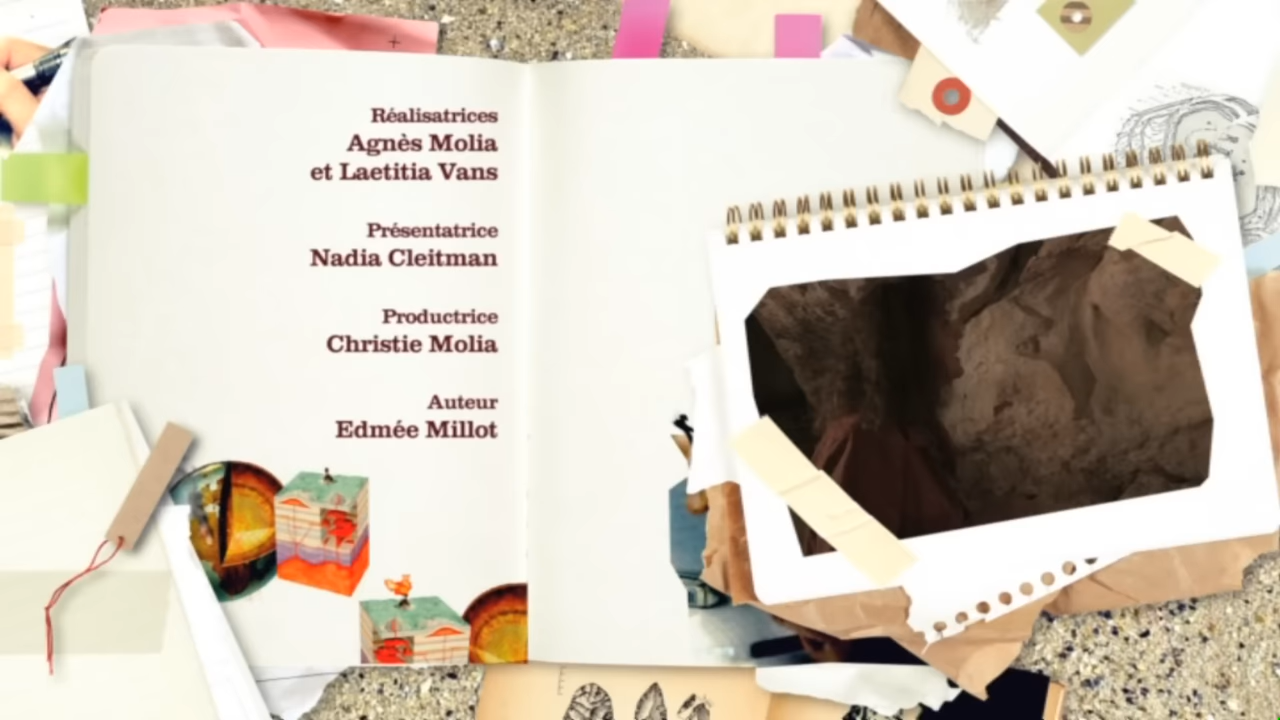 Réalisatrices
Agnès Molia
et Laetitia Vans
Présentatrice
Nadia Cleitman
Productrice
Christie Molia
Auteur
Edmée Millot